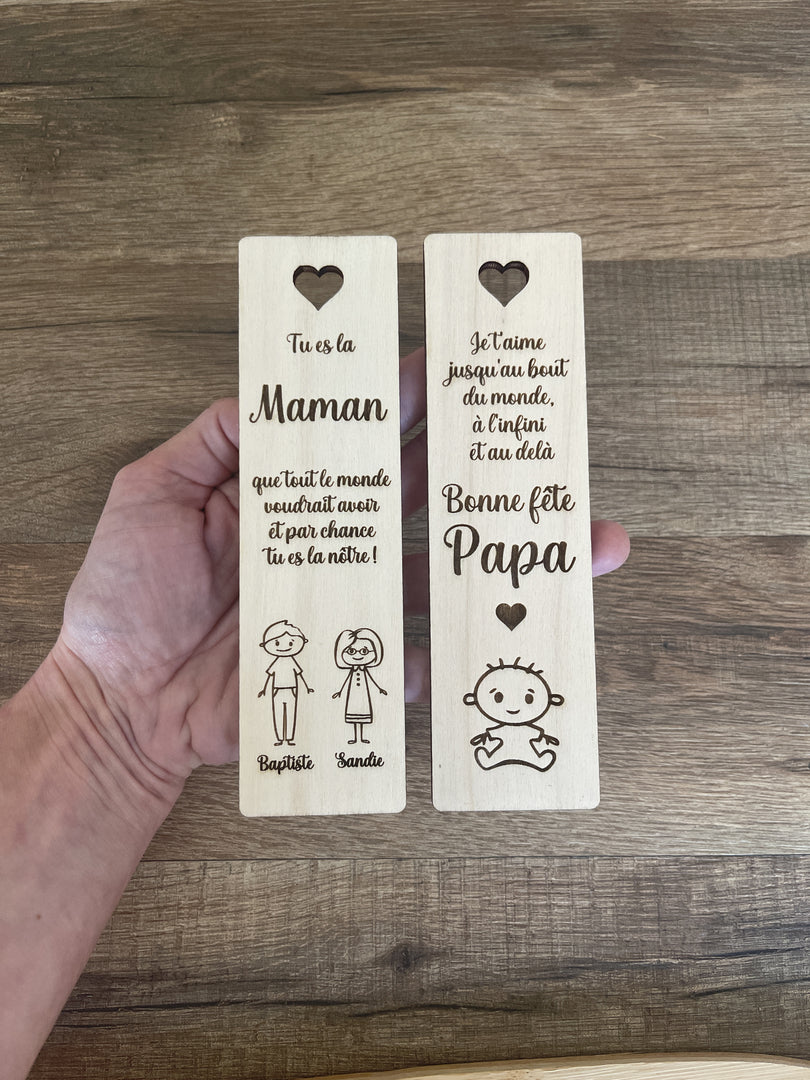 Tu es la
Maman
que tout le monde
voudrait avoir
et par chance
tu es la nôtre !
Baptiste Sandie
Je t'aime
jusqu'au bout
du monde,
à l'infini
et au delà
Bonne fête
Papa